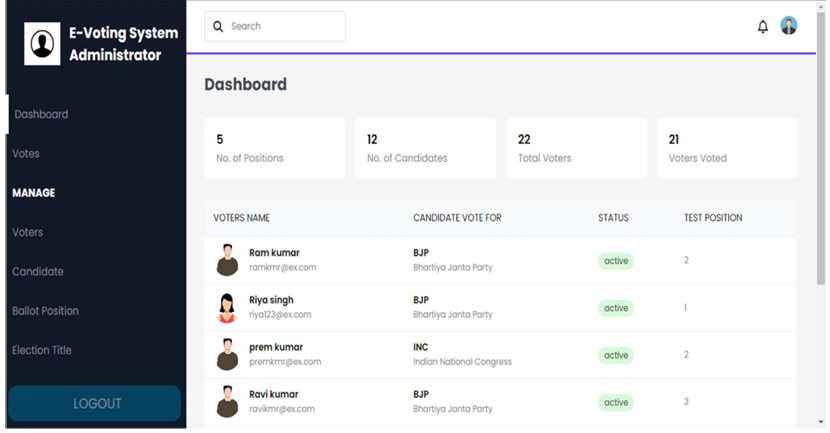 E-Voting System
Administrator
Search
Dashboard
Votes
MANAGE
Voters
Candidate
Ballot Position
Election Title
LOGOUT
Dashboard
5 12 22 21
No. of Positions No. of Candidates Total Voters Voters Voted
VOTERS NAME CANDIDATE VOTE FOR STATUS TEST POSITION
Ram kumar BJP active 2
ramkmr@ex.com Bhartiya Janta Party
Riya singh BJP active 1
riya123@ex.com Bhartiya Janta Party
prem kumar INC active 2
premkmr@ex.com Indian National Congress
Ravi kumar BJP active 3
ravikmr@ex.com Bhartiya Janta Party